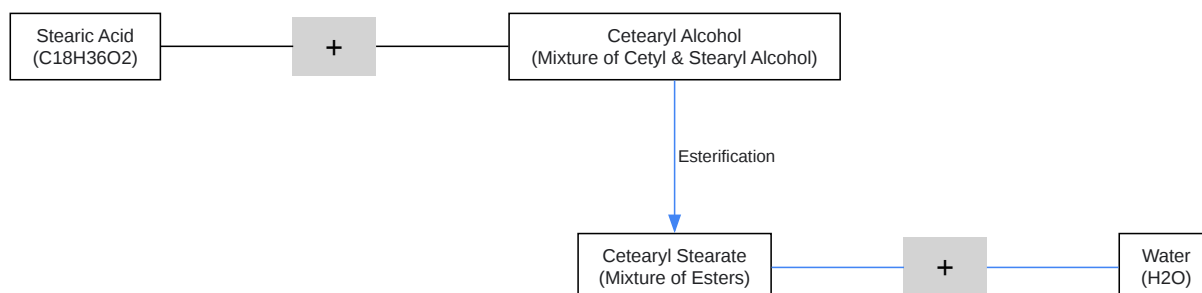 Stearic Acid
(C18H36O2)
+
Cetearyl Alcohol
(Mixture of Cetyl & Stearyl Alcohol)
Esterification
Cetearyl Stearate
(Mixture of Esters)
+
Water
(H2O)